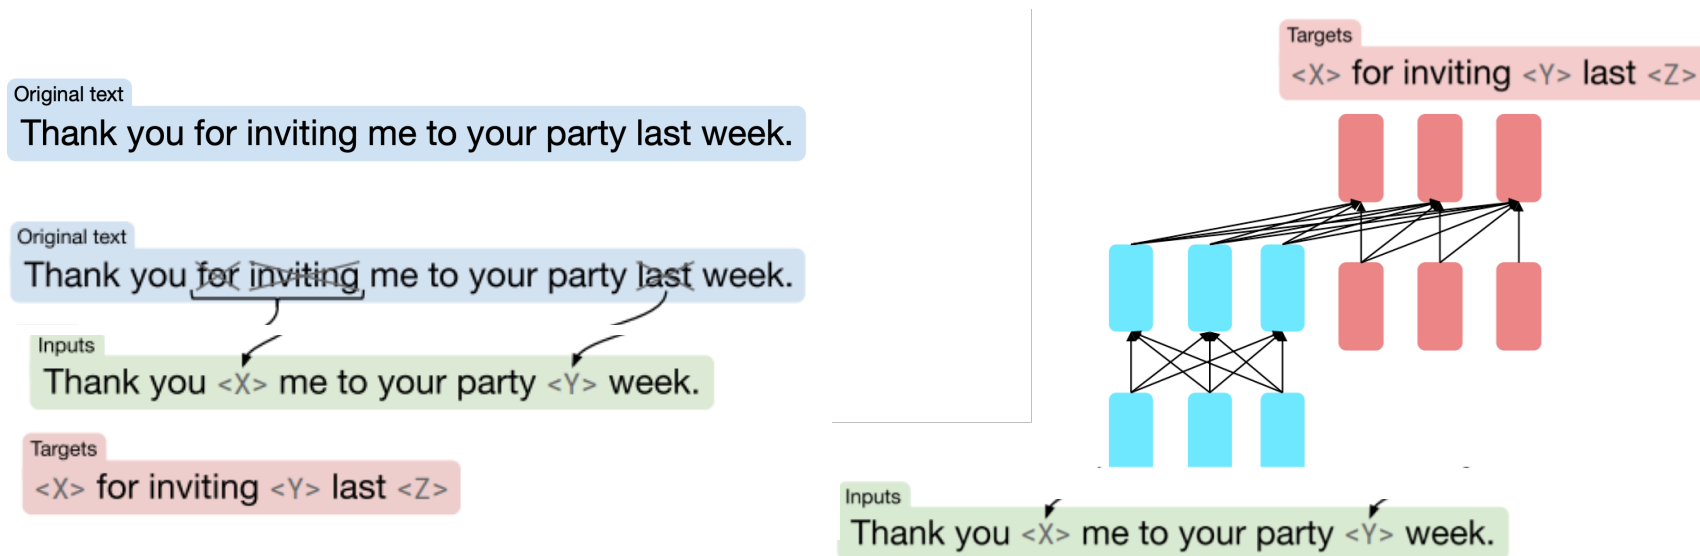 Original text
Thank you for inviting me to your party last week.
Original text
Thank you for inviting me to your party last week.
Inputs
Thank you <X> me to your party <Y> week.
Targets
<X> for inviting <Y> last <Z>
Targets
<X> for inviting <Y> last <Z>
Inputs
Thank you <X> me to your party <Y> week.